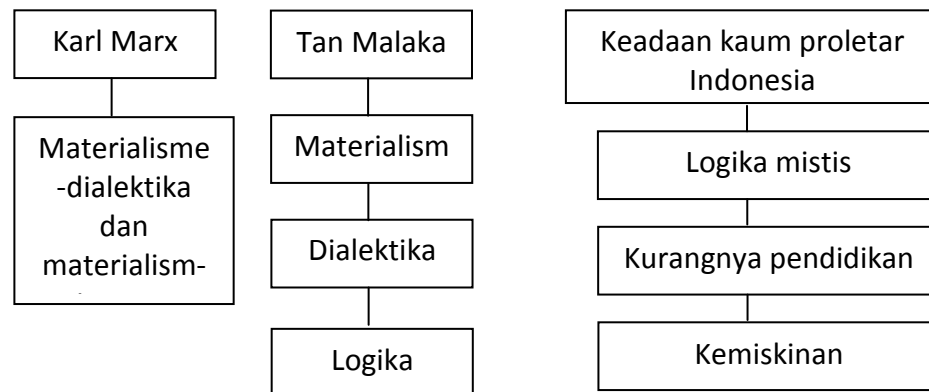 Karl Marx
Materialisme
-dialektika
dan
materialism-
Tan Malaka
Materialism
Dialektika
Logika
Keadaan kaum proletar
Indonesia
Logika mistis
Kurangnya pendidikan
Kemiskinan